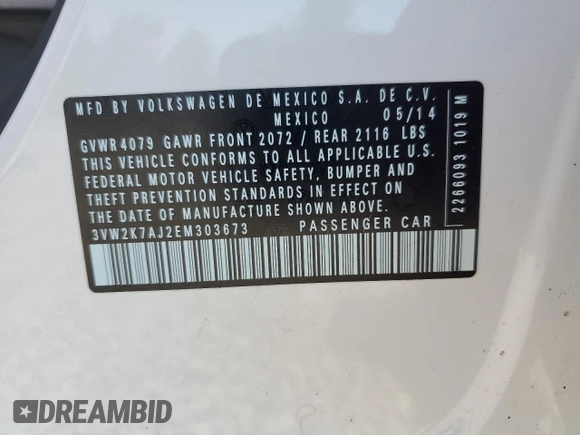 MFD BY VOLKSWAGEN DE MEXICO S.A. DE C.V.
MEXICO 05/14
GVWR 4079 GAWR FRONT 2072 / REAR 2116 LBS
THIS VEHICLE CONFORMS TO ALL APPLICABLE U.S.
FEDERAL MOTOR VEHICLE SAFETY, BUMPER AND
THEFT PREVENTION STANDARDS IN EFFECT ON
THE DATE OF MANUFACTURE SHOWN ABOVE.
3VW2K7AJ2EM303673 PASSENGER CAR
2266093 1019 M
DREAMBID